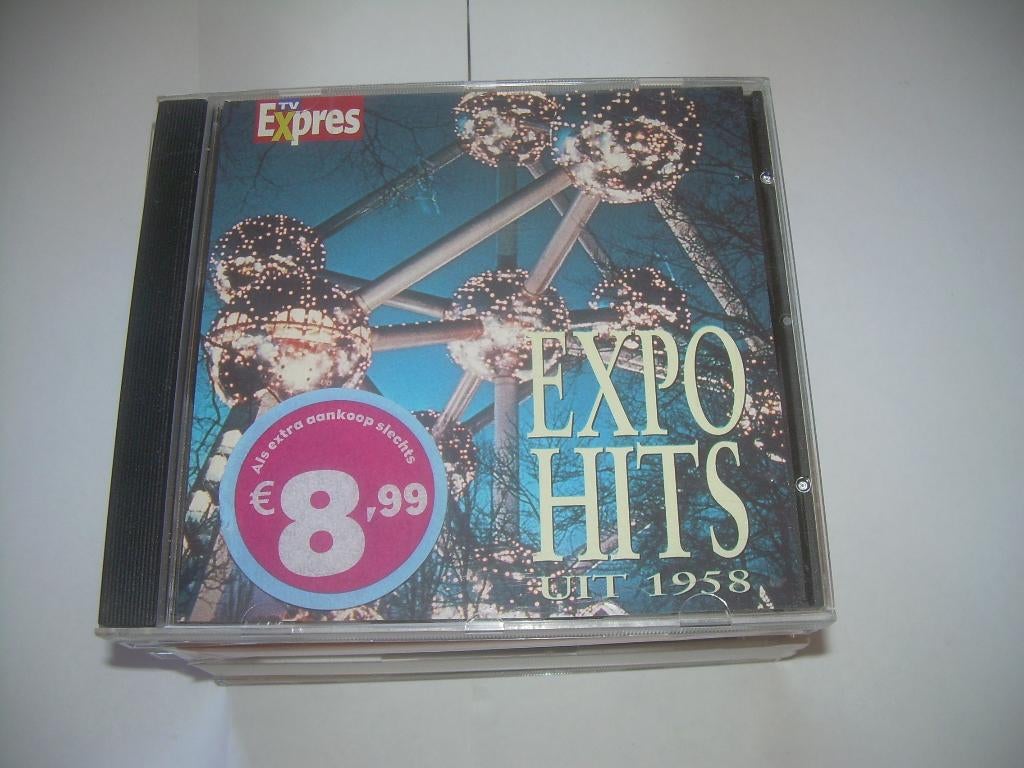 TV
Expres
EXPO
HITS
UIT 1958
Als extra aankoop slechts
€8,99